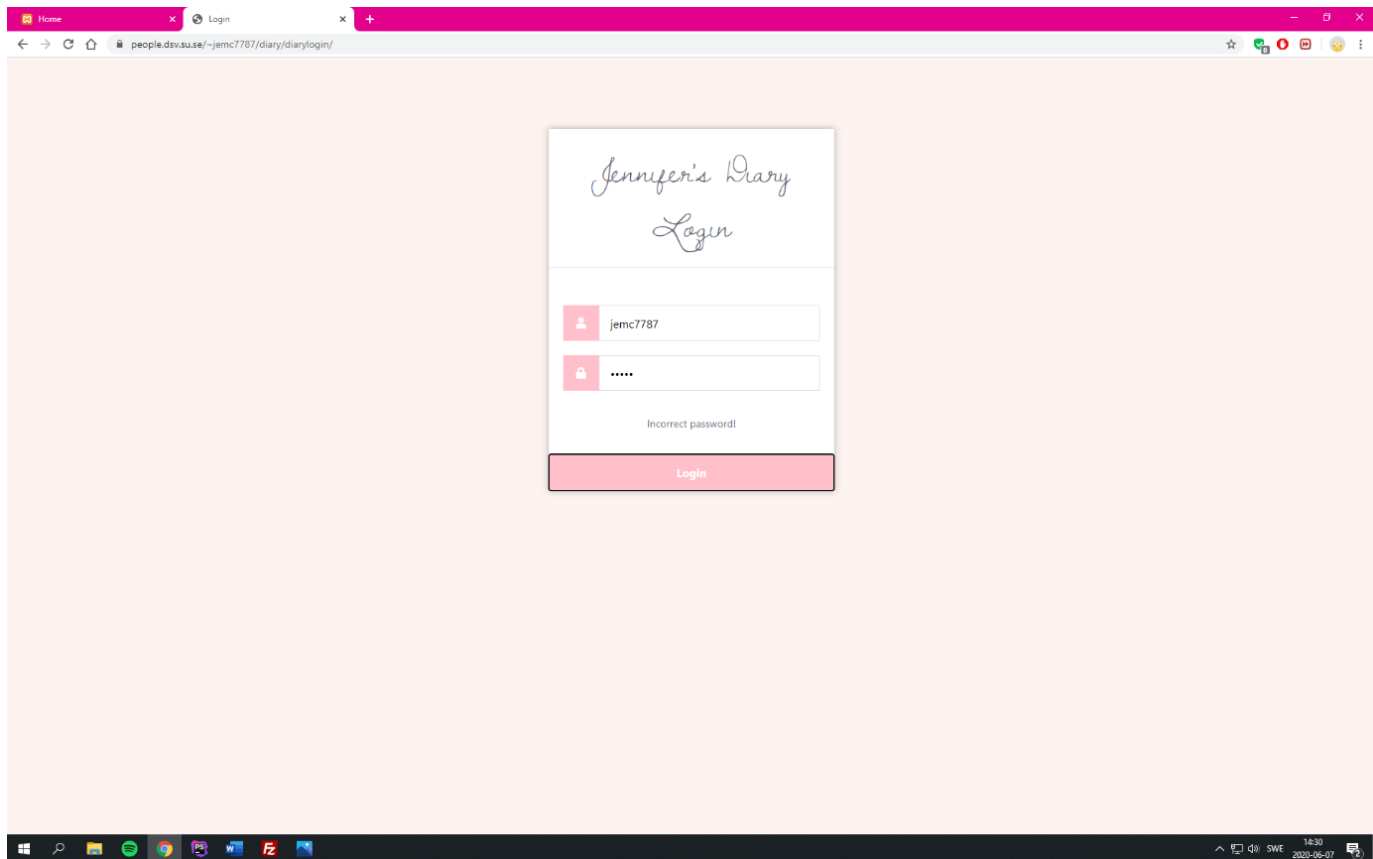 Home
Login
people.dsv.su.se/~jemc7787/diary/diarylogin/
Jennifer's Diary
Login
jemc7787
•••••
Incorrect password!
Login
SWE
14:30
2020-06-07